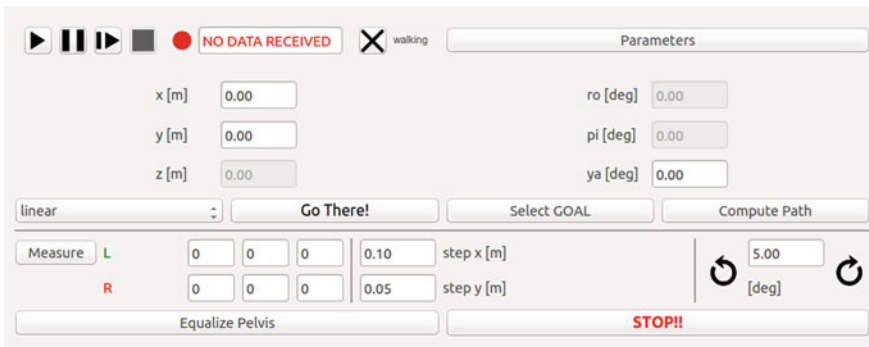 NO DATA RECEIVED walking Parameters
x [m] 0.00 ro [deg] 0.00
y [m] 0.00 pi [deg] 0.00
z [m] 0.00 ya [deg] 0.00
linear Go There! Select GOAL Compute Path
Measure L 0 0 0 0.10 step x [m] 5.00
R 0 0 0 0.05 step y [m] [deg]
Equalize Pelvis STOP!!